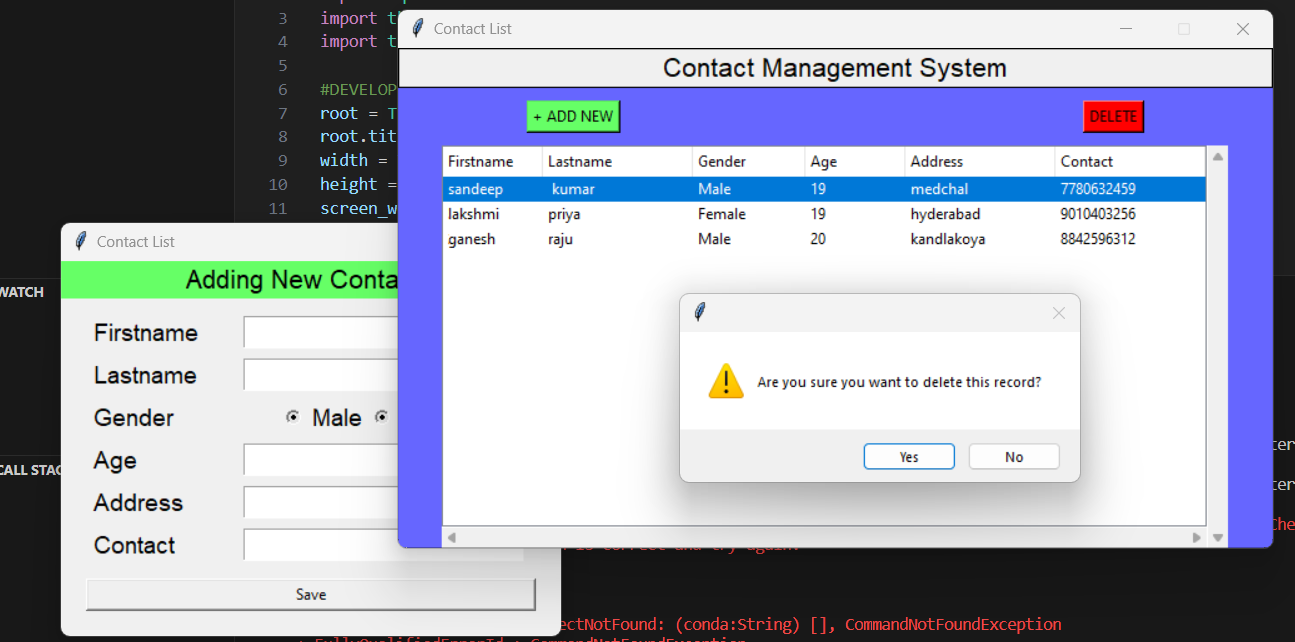 3 import t
4 import t
5
6 #DEVELOP
7 root = T
8 root.tit
9 width =
10 height =
11 screen_w
WATCH
CALL STAC
Contact List
Contact Management System
+ ADD NEW
DELETE
Firstname Lastname Gender Age Address Contact
sandeep kumar Male 19 medchal 7780632459
lakshmi priya Female 19 hyderabad 9010403256
ganesh raju Male 20 kandlakoya 8842596312
Are you sure you want to delete this record?
Yes No
Contact List
Adding New Conta
Firstname
Lastname
Gender Male
Age
Address
Contact
Save
ter
ter
Che
is correct and try again.
ectNotFound: (conda:String) [], CommandNotFoundException
: CommandNotFoundException